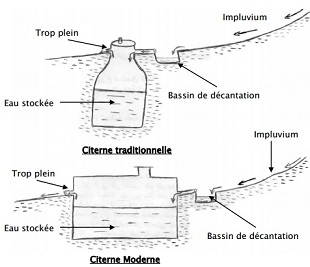 Impluvium
Trop plein
Bassin de décantation
Eau stockée
Citerne traditionnelle
Impluvium
Trop plein
Eau stockée
Bassin de décantation
Citerne Moderne